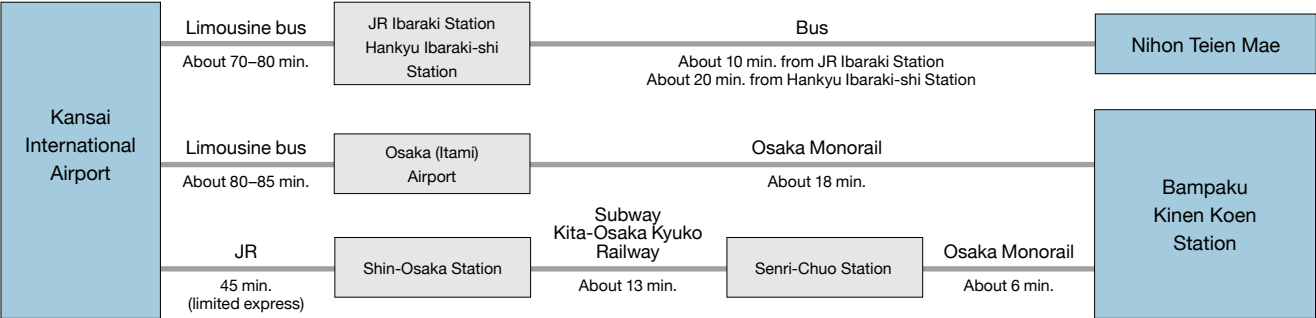 Kansai
International
Airport
Limousine bus
About 70–80 min.
JR Ibaraki Station
Hankyu Ibaraki-shi
Station
Bus
About 10 min. from JR Ibaraki Station
About 20 min. from Hankyu Ibaraki-shi Station
Nihon Teien Mae
Limousine bus
About 80–85 min.
Osaka (Itami)
Airport
Osaka Monorail
About 18 min.
JR
45 min.
(limited express)
Shin-Osaka Station
Subway
Kita-Osaka Kyuko
Railway
About 13 min.
Senri-Chuo Station
Osaka Monorail
About 6 min.
Bampaku
Kinen Koen
Station